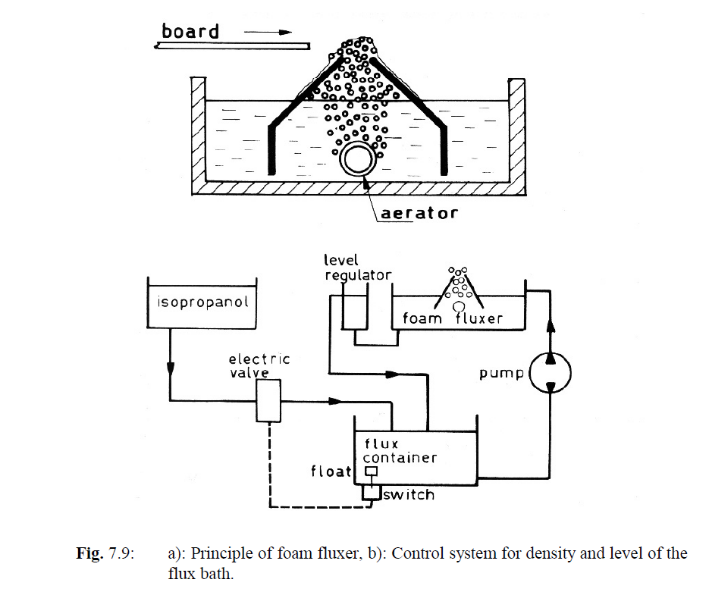 board
aerator
level
regulator
isopropanol
foam fluxer
electric
valve
pump
flux
container
float
switch
Fig. 7.9: a): Principle of foam fluxer, b): Control system for density and level of the
flux bath.